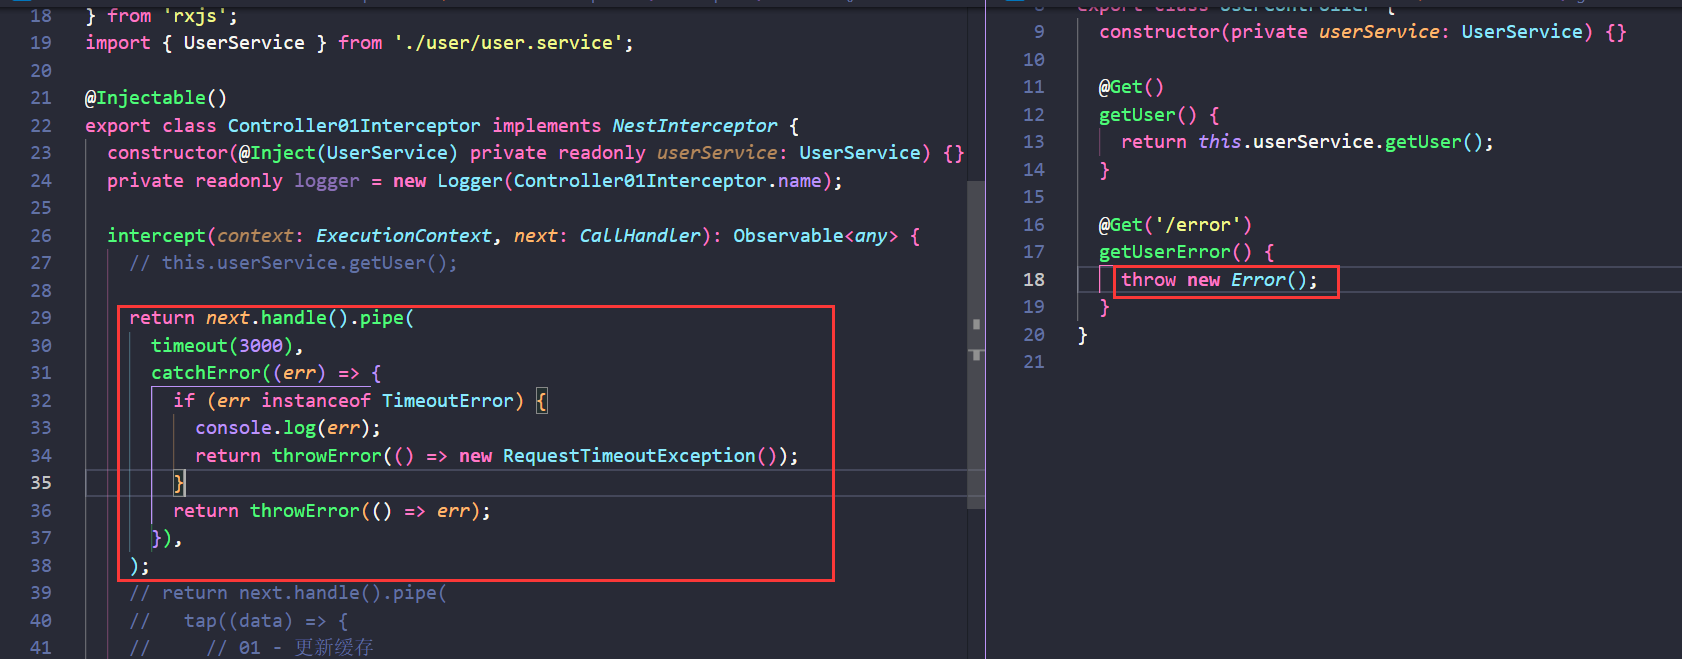 18 } from 'rxjs';
19 import { UserService } from './user/user.service';
20
21 @Injectable()
22 export class Controller01Interceptor implements NestInterceptor {
23 constructor(@Inject(UserService) private readonly userService: UserService) {}
24 private readonly logger = new Logger(Controller01Interceptor.name);
25
26 intercept(context: ExecutionContext, next: CallHandler): Observable<any> {
27 // this.userService.getUser();
28
29 return next.handle().pipe(
30 timeout(3000),
31 catchError((err) => {
32 if (err instanceof TimeoutError) {
33 console.log(err);
34 return throwError(() => new RequestTimeoutException());
35 }
36 return throwError(() => err);
37 }),
38 );
39 // return next.handle().pipe(
40 // tap((data) => {
41 // // 01 - 更新缓存
8 export class UserController {
9 constructor(private userService: UserService) {}
10
11 @Get()
12 getUser() {
13 return this.userService.getUser();
14 }
15
16 @Get('/error')
17 getUserError() {
18 throw new Error();
19 }
20 }
21